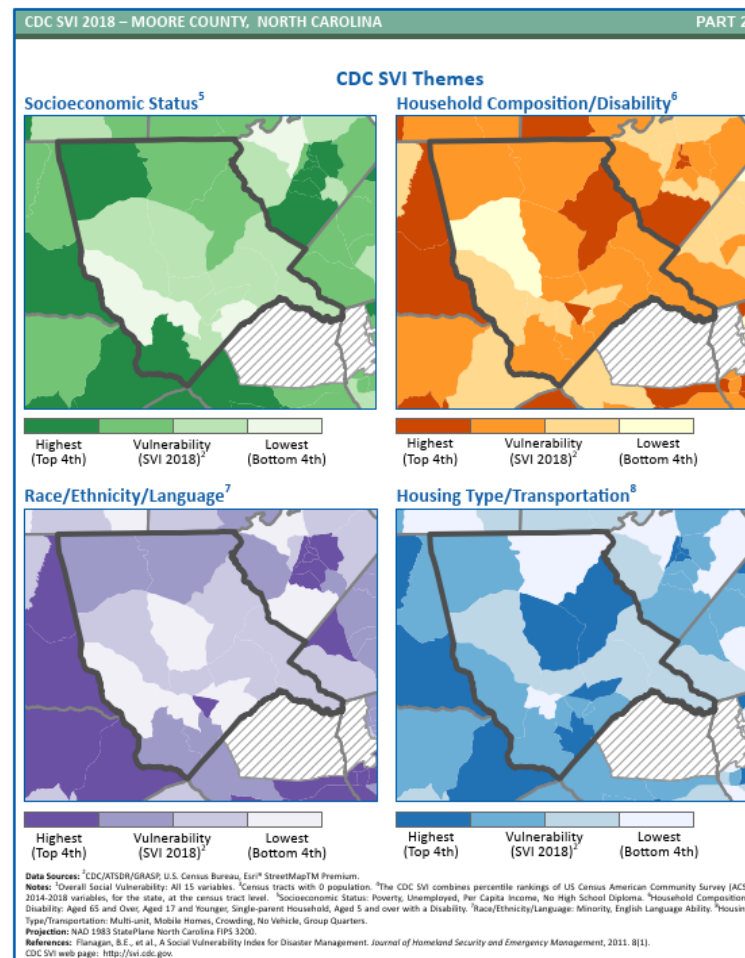 CDC SVI 2018 – MOORE COUNTY, NORTH CAROLINA PART 2
CDC SVI Themes
Socioeconomic Status5
Household Composition/Disability6
Highest (Top 4th)
Vulnerability (SVI 2018)2
Lowest (Bottom 4th)
Highest (Top 4th)
Vulnerability (SVI 2018)2
Lowest (Bottom 4th)
Race/Ethnicity/Language7
Housing Type/Transportation8
Highest (Top 4th)
Vulnerability (SVI 2018)2
Lowest (Bottom 4th)
Highest (Top 4th)
Vulnerability (SVI 2018)2
Lowest (Bottom 4th)
Data Sources: 2CDC/ATSDR/GRASP, U.S. Census Bureau, Esri® StreetMapTM Premium.
Notes: 1Overall Social Vulnerability: All 15 variables. 3Census tracts with 0 population. 4The CDC SVI combines percentile rankings of US Census American Community Survey (ACS
2014-2018 variables, for the state, at the census tract level. 5Socioeconomic Status: Poverty, Unemployed, Per Capita Income, No High School Diploma. 6Household Composition
Disability: Aged 65 and Over, Aged 17 and Younger, Single-parent Household, Aged 5 and over with a Disability. 7Race/Ethnicity/Language: Minority, English Language Ability. 8Housin
Type/Transportation: Multi-unit, Mobile Homes, Crowding, No Vehicle, Group Quarters.
Projection: NAD 1983 StatePlane North Carolina FIPS 3200.
References: Flanagan, B.E., et al., A Social Vulnerability Index for Disaster Management. Journal of Homeland Security and Emergency Management, 2011. 8(1).
CDC SVI web page: http://svi.cdc.gov.